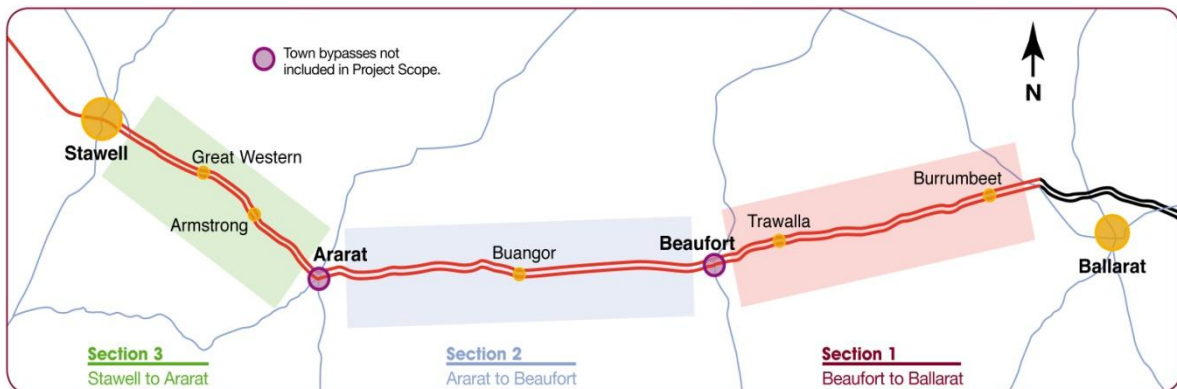 Town bypasses not
included in Project Scope.
N
Stawell
Great Western
Armstrong
Ararat
Buangor
Beaufort
Trawalla
Burrumbeet
Ballarat
Section 3
Stawell to Ararat
Section 2
Ararat to Beaufort
Section 1
Beaufort to Ballarat